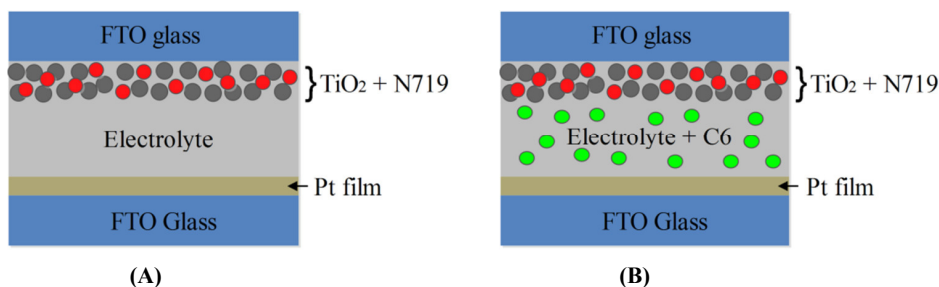 FTO glass
TiO₂ + N719
Electrolyte
Pt film
FTO Glass
(A)
FTO glass
TiO₂ + N719
Electrolyte + C6
Pt film
FTO Glass
(B)